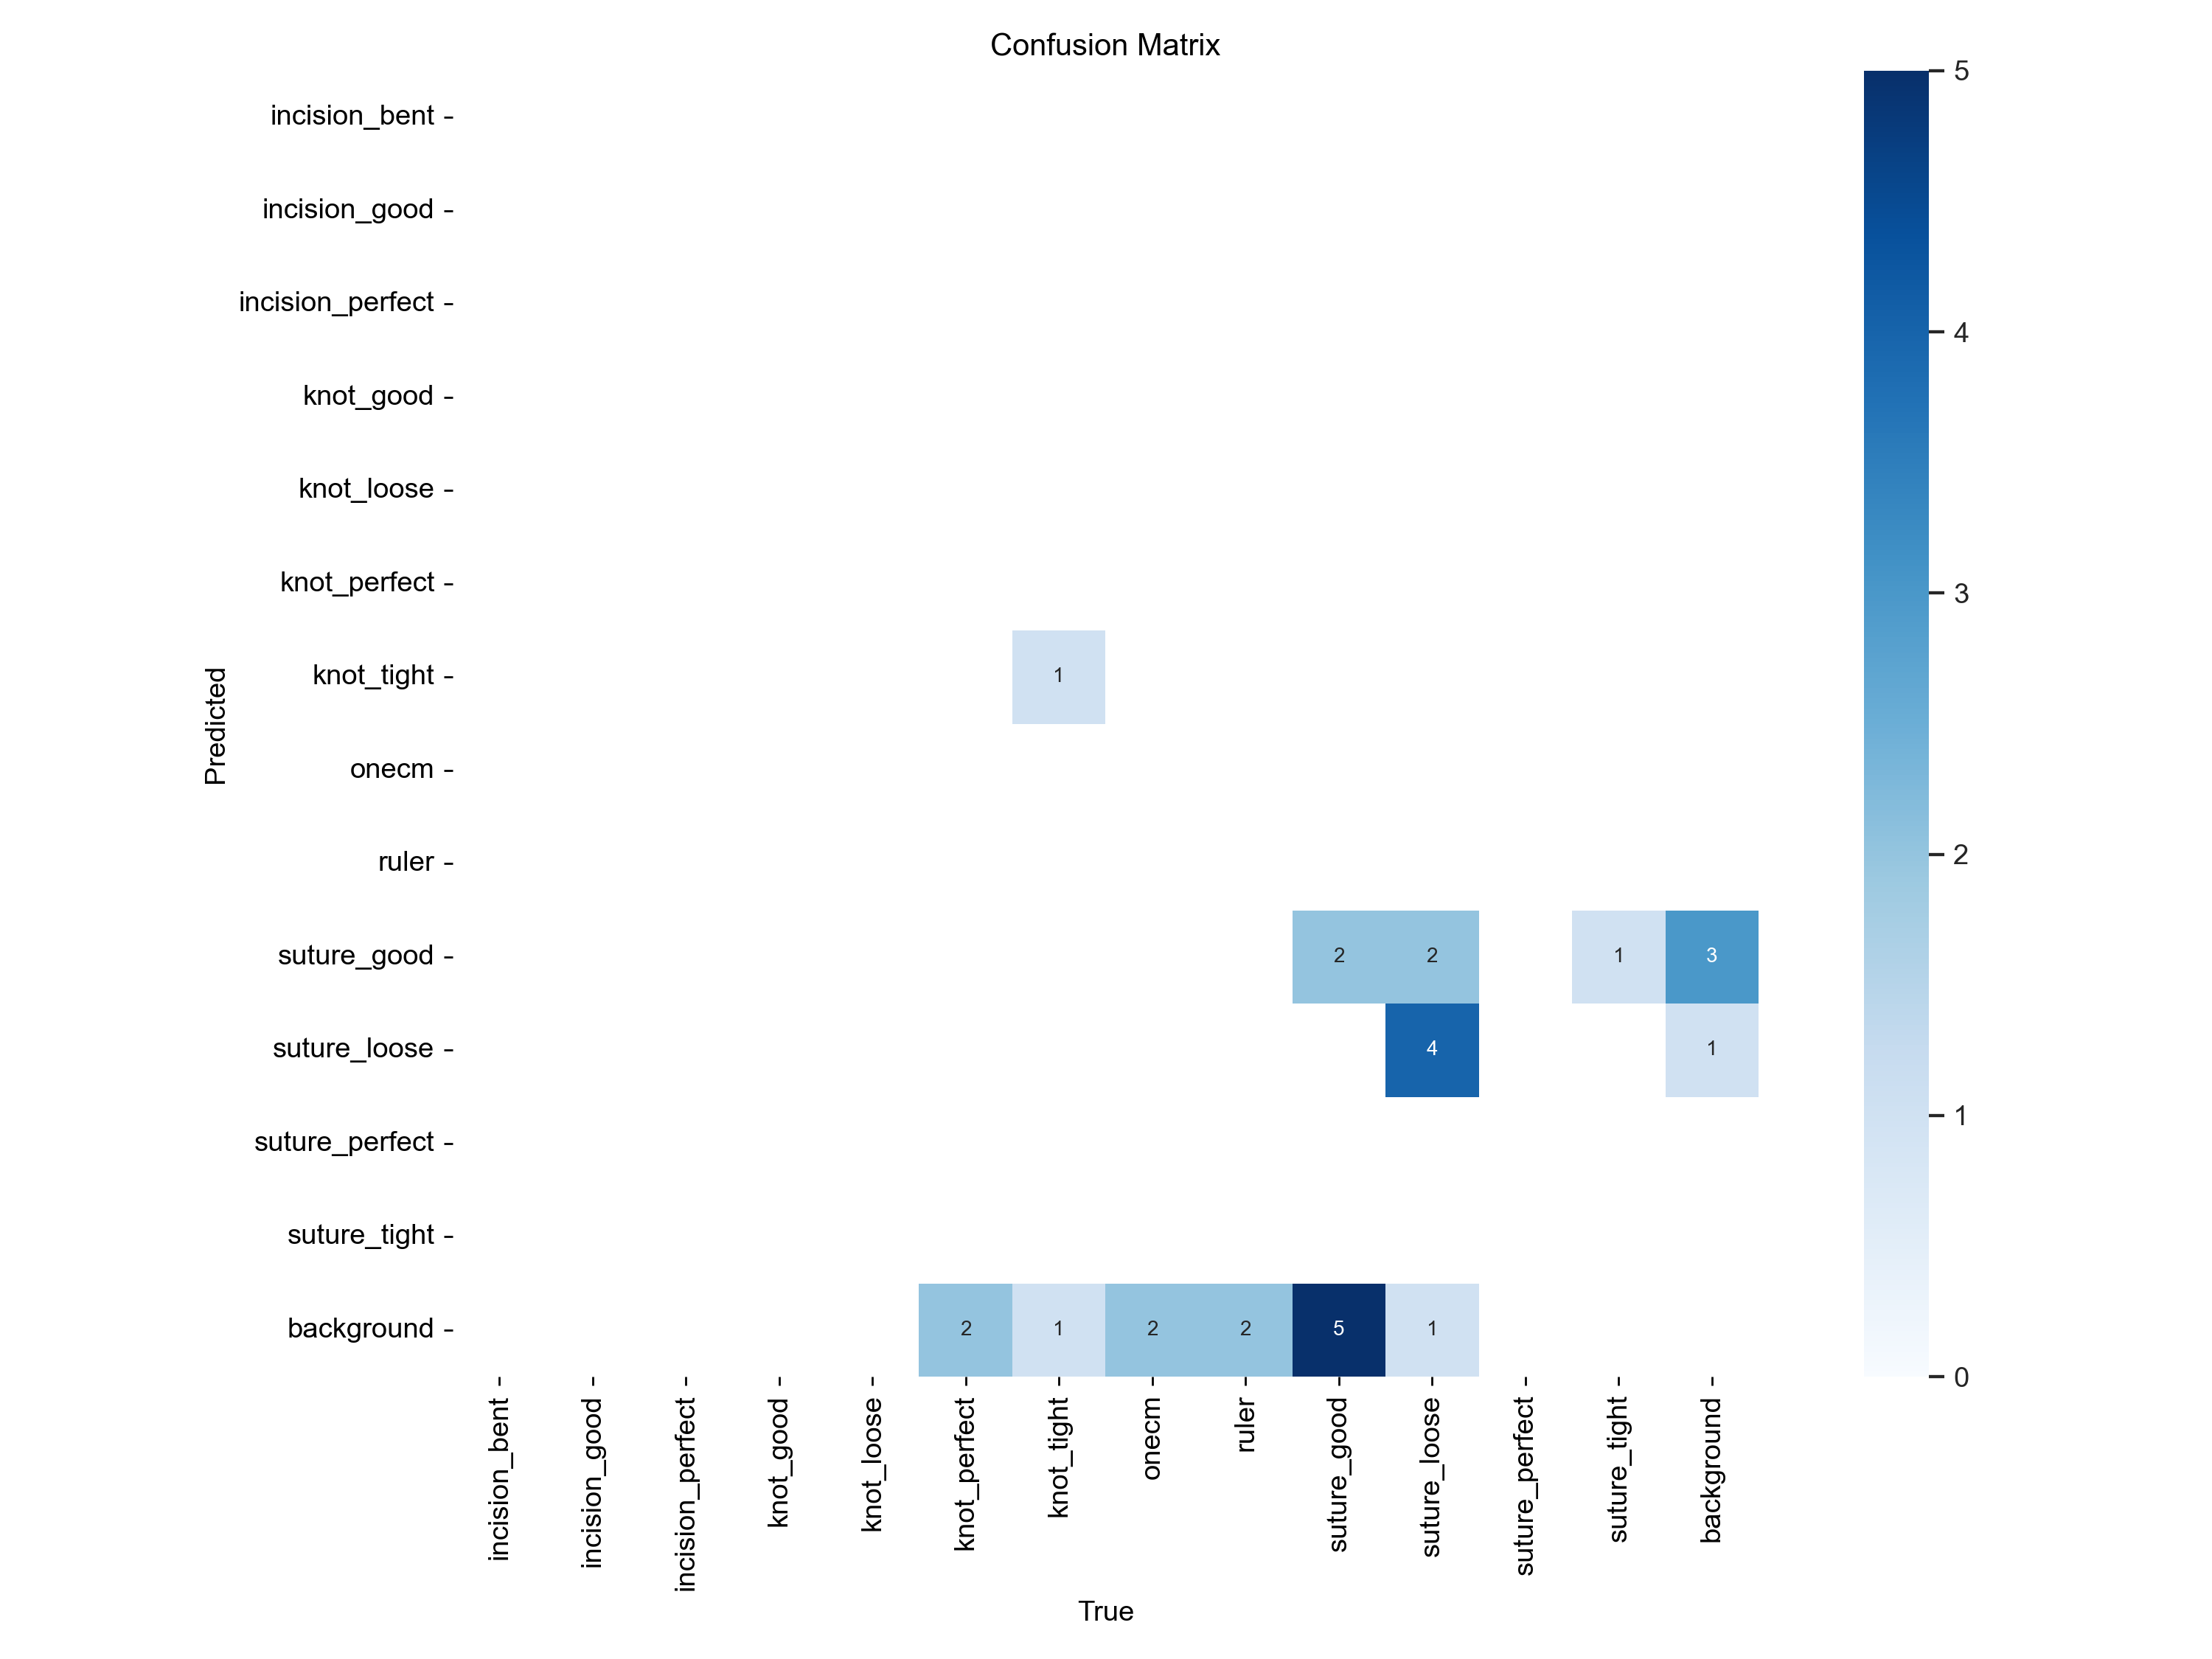 Confusion Matrix
incision_bent
incision_good
incision_perfect
knot_good
knot_loose
knot_perfect
knot_tight
onecm
ruler
suture_good
suture_loose
suture_perfect
suture_tight
background
Predicted
1
2 2 1 3
4 1
2 1 2 2 5 1
incision_bent
incision_good
incision_perfect
knot_good
knot_loose
knot_perfect
knot_tight
onecm
ruler
suture_good
suture_loose
suture_perfect
suture_tight
background
True
5
4
3
2
1
0